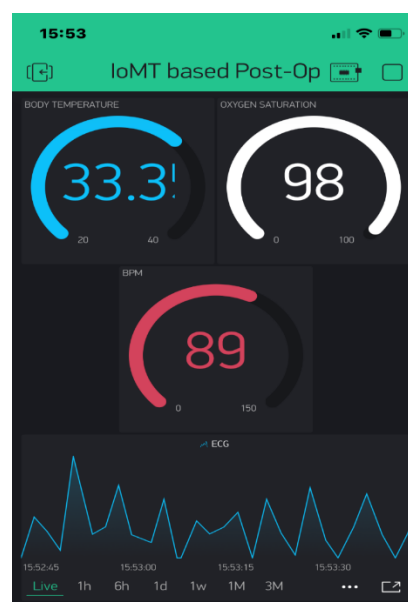 15:53
IoMT based Post-Op
BODY TEMPERATURE
OXYGEN SATURATION
33.3
98
20 40
0 100
BPM
89
0 150
ECG
15:52:45 15:53:00 15:53:15 15:53:30
Live 1h 6h 1d 1w 1M 3M